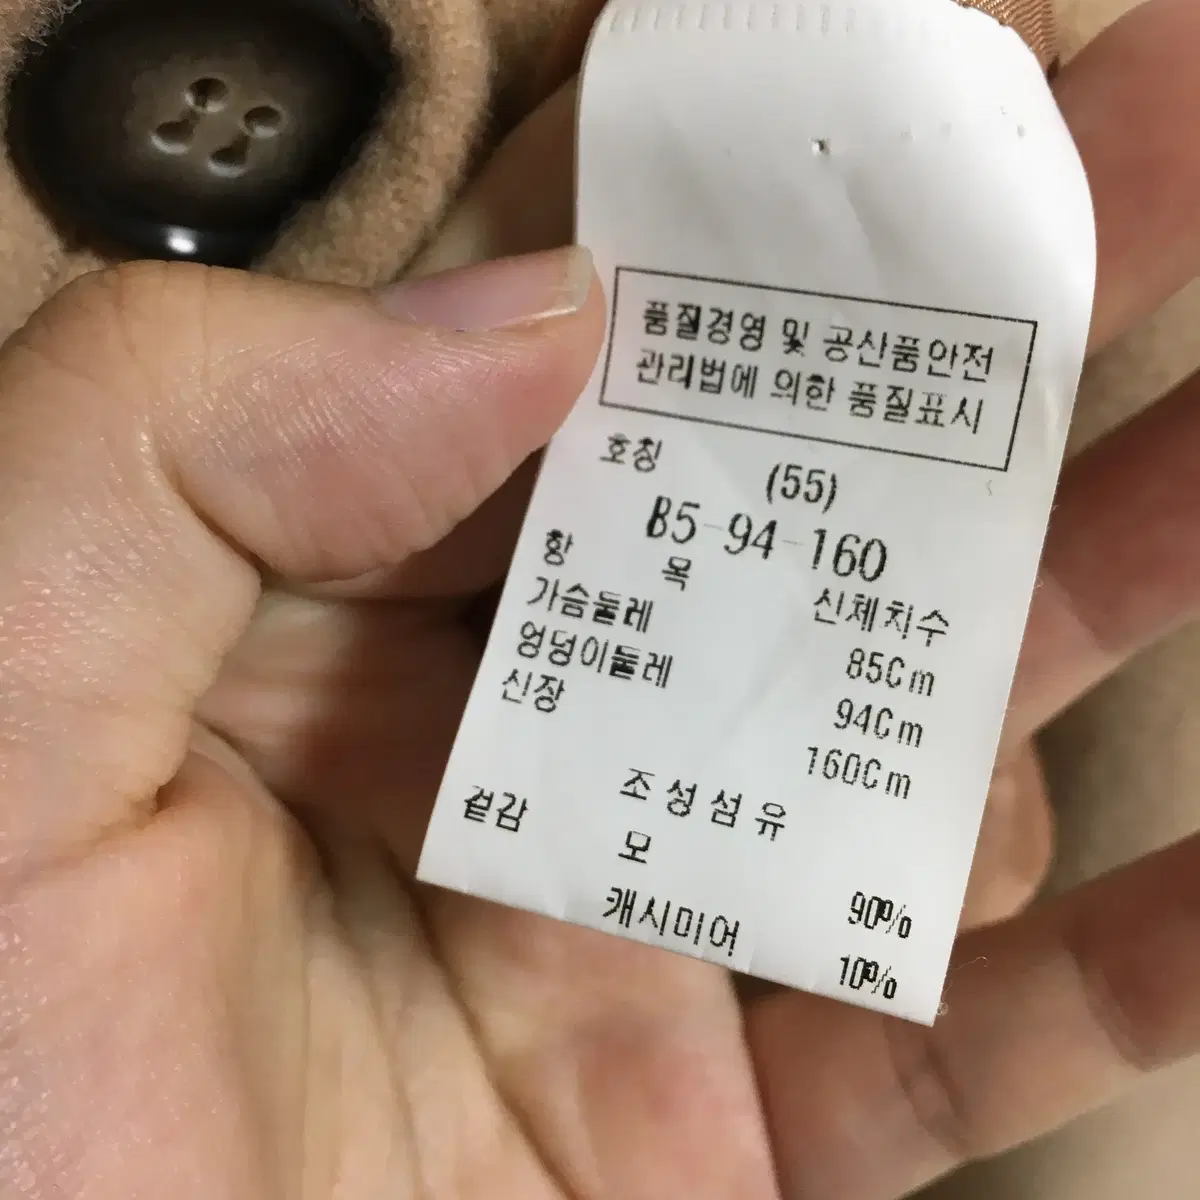 품질경영 및 공산품안전
관리법에 의한 품질표시
호칭 (55)
85-94-160
항 목 신체치수
가슴둘레 85Cm
엉덩이둘레 94Cm
신장 160Cm
조성섬유
겉감 모 90%
캐시미어 10%